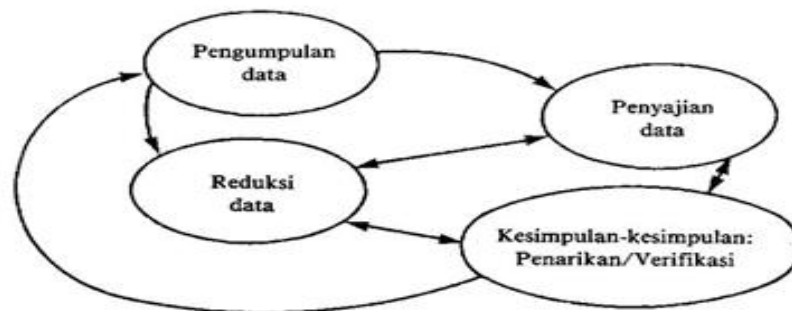 Pengumpulan
data
Penyajian
data
Reduksi
data
Kesimpulan-kesimpulan:
Penarikan/Verifikasi